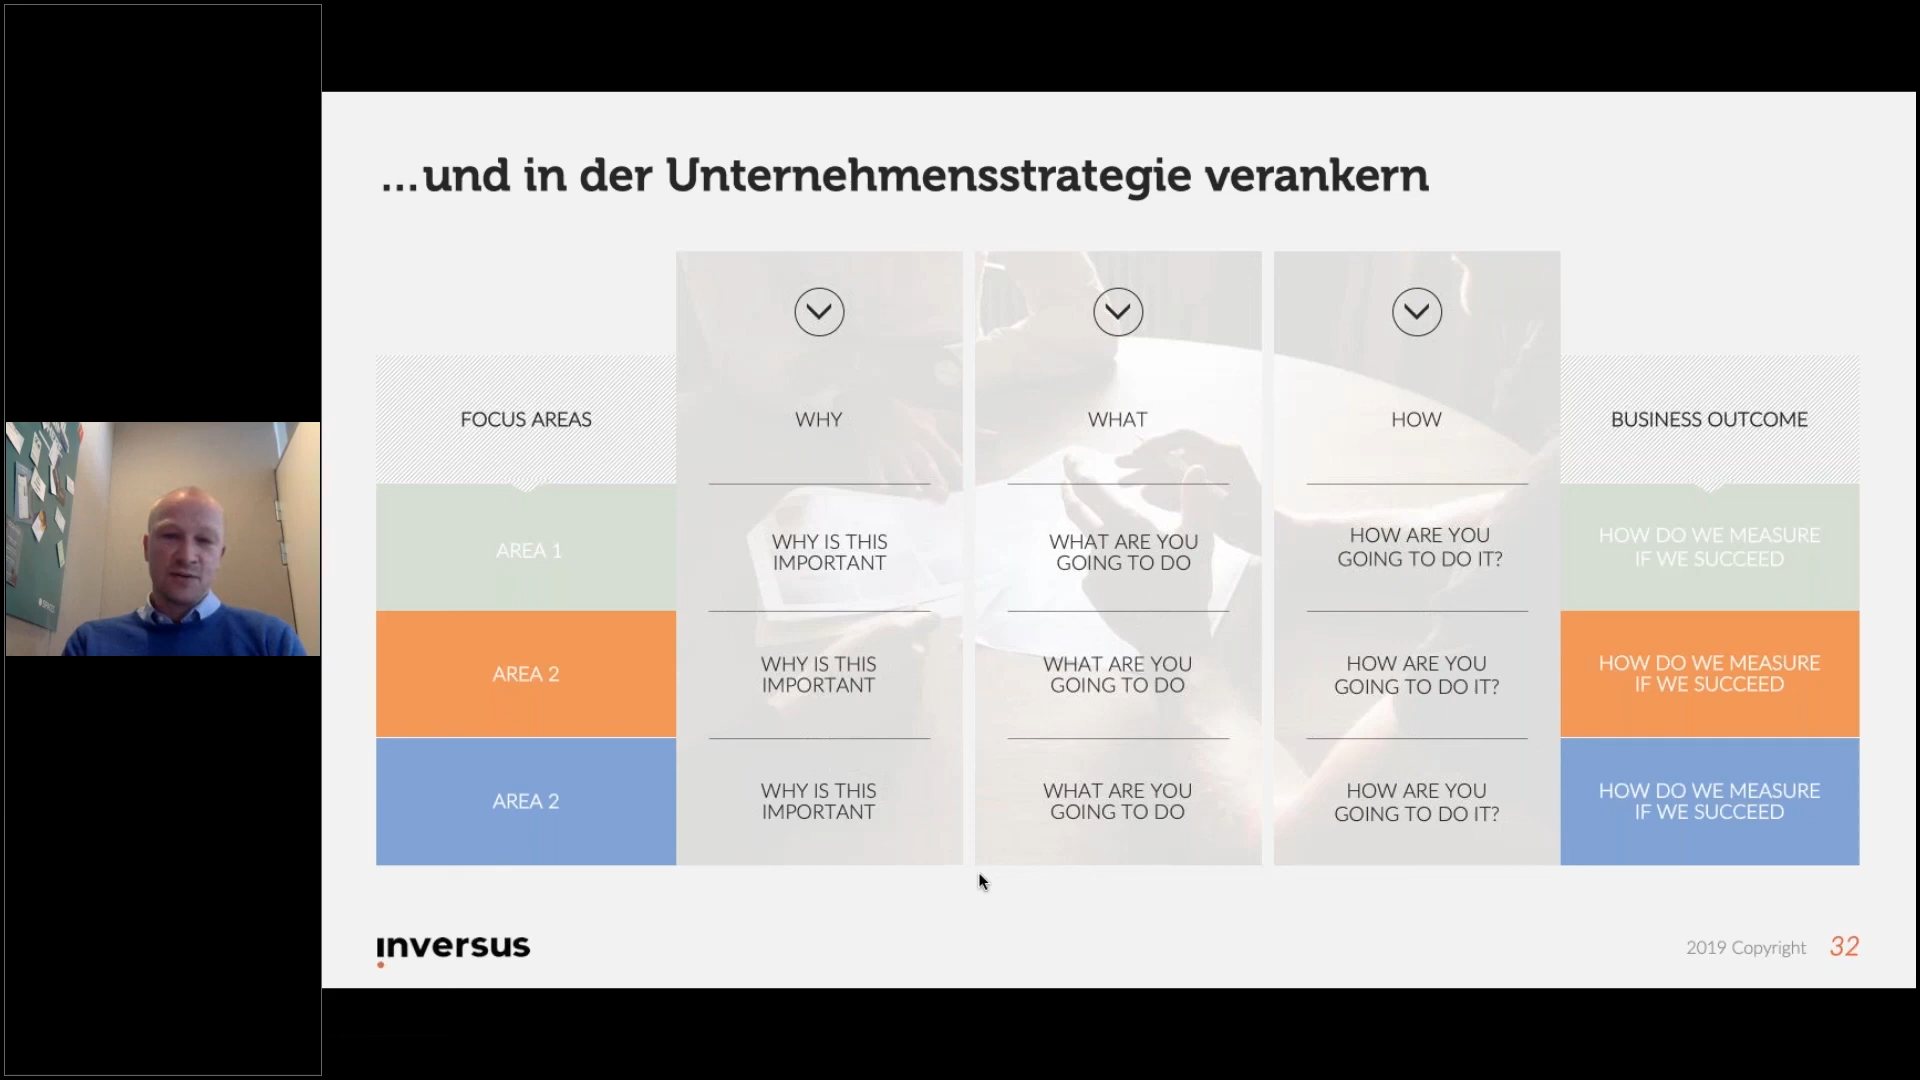 ...und in der Unternehmensstrategie verankern
FOCUS AREAS
WHY
WHAT
HOW
BUSINESS OUTCOME
AREA 1
WHY IS THIS
IMPORTANT
WHAT ARE YOU
GOING TO DO
HOW ARE YOU
GOING TO DO IT?
HOW DO WE MEASURE
IF WE SUCCEED
AREA 2
WHY IS THIS
IMPORTANT
WHAT ARE YOU
GOING TO DO
HOW ARE YOU
GOING TO DO IT?
HOW DO WE MEASURE
IF WE SUCCEED
AREA 2
WHY IS THIS
IMPORTANT
WHAT ARE YOU
GOING TO DO
HOW ARE YOU
GOING TO DO IT?
HOW DO WE MEASURE
IF WE SUCCEED
inversus
2019 Copyright 32